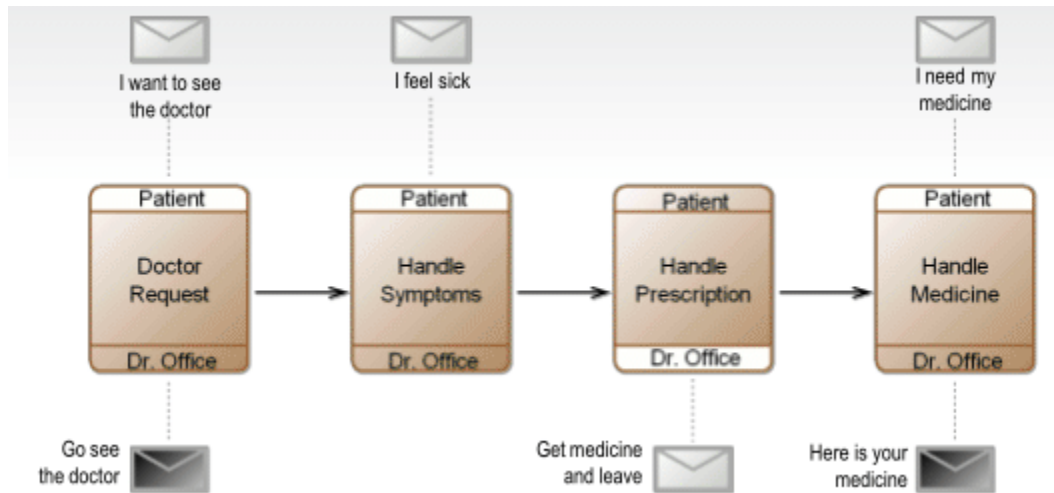 I want to see
the doctor
I feel sick
I need my
medicine
Patient
Doctor
Request
Dr. Office
Patient
Handle
Symptoms
Dr. Office
Patient
Handle
Prescription
Dr. Office
Patient
Handle
Medicine
Dr. Office
Go see
the doctor
Get medicine
and leave
Here is your
medicine